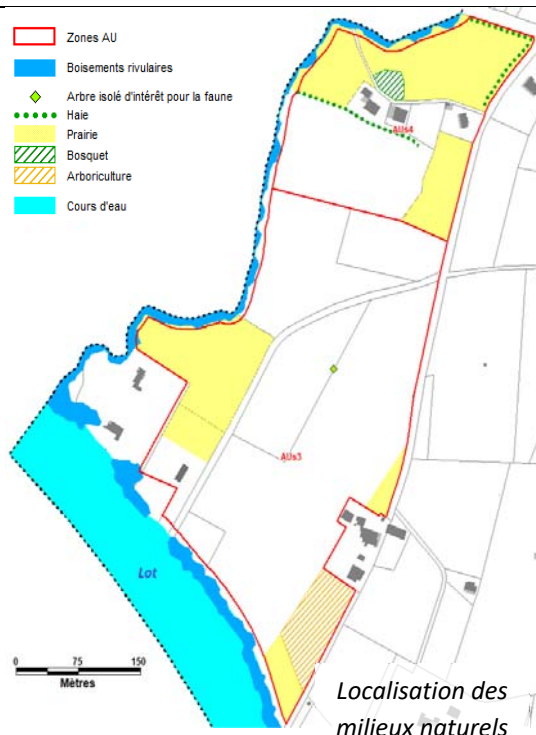 Zones AU
Boisements rivulaires
Arbre isolé d'intérêt pour la faune
Haie
Prairie
Bosquet
Arboriculture
Cours d'eau
AUs4
AUs3
Lot
0 75 150
Mètres
Localisation des
milieux naturels